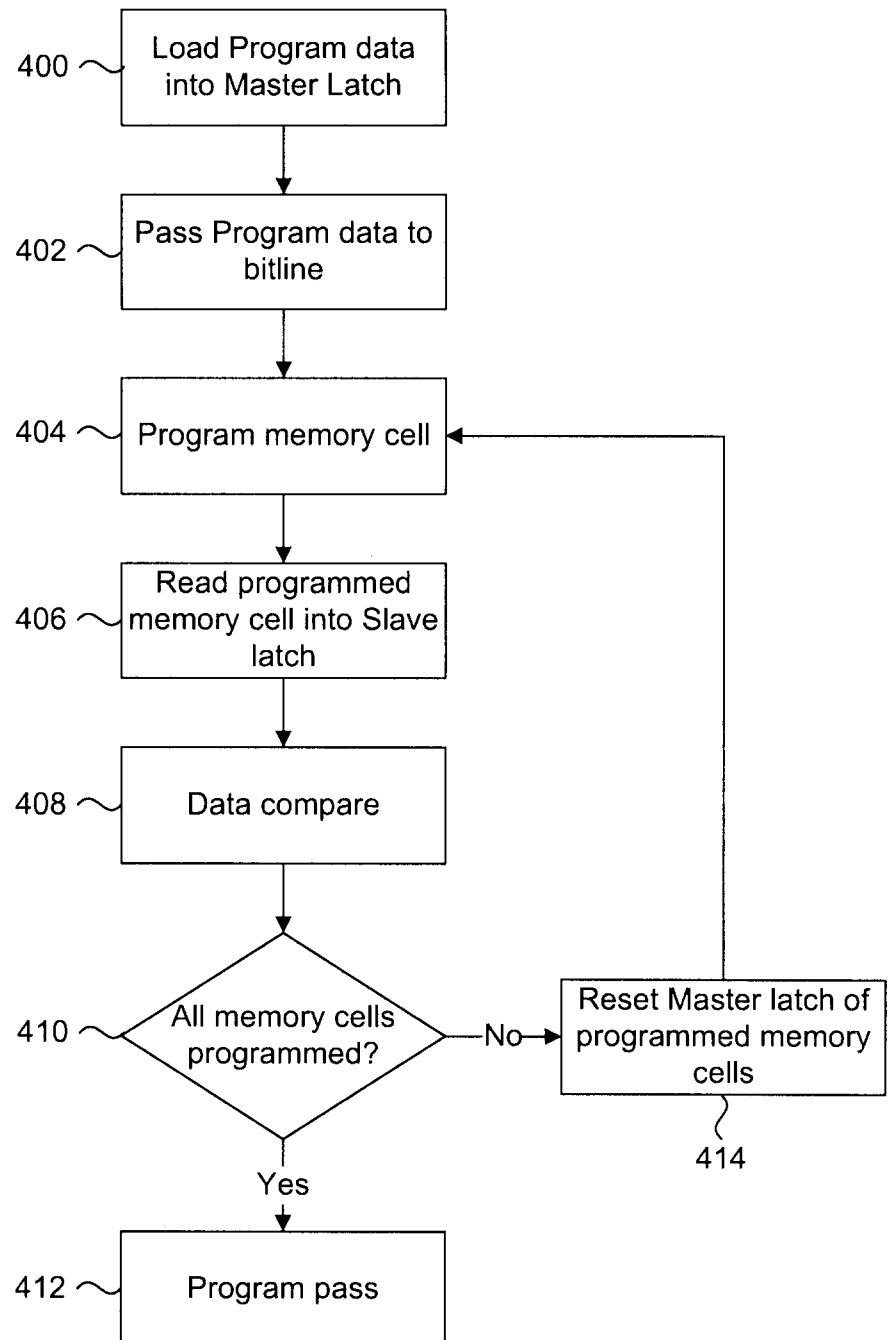 400
Load Program data
into Master Latch
402
Pass Program data to
bitline
404
Program memory cell
406
Read programmed
memory cell into Slave
latch
408
Data compare
410
All memory cells
programmed?
No
Reset Master latch of
programmed memory
cells
414
Yes
412
Program pass